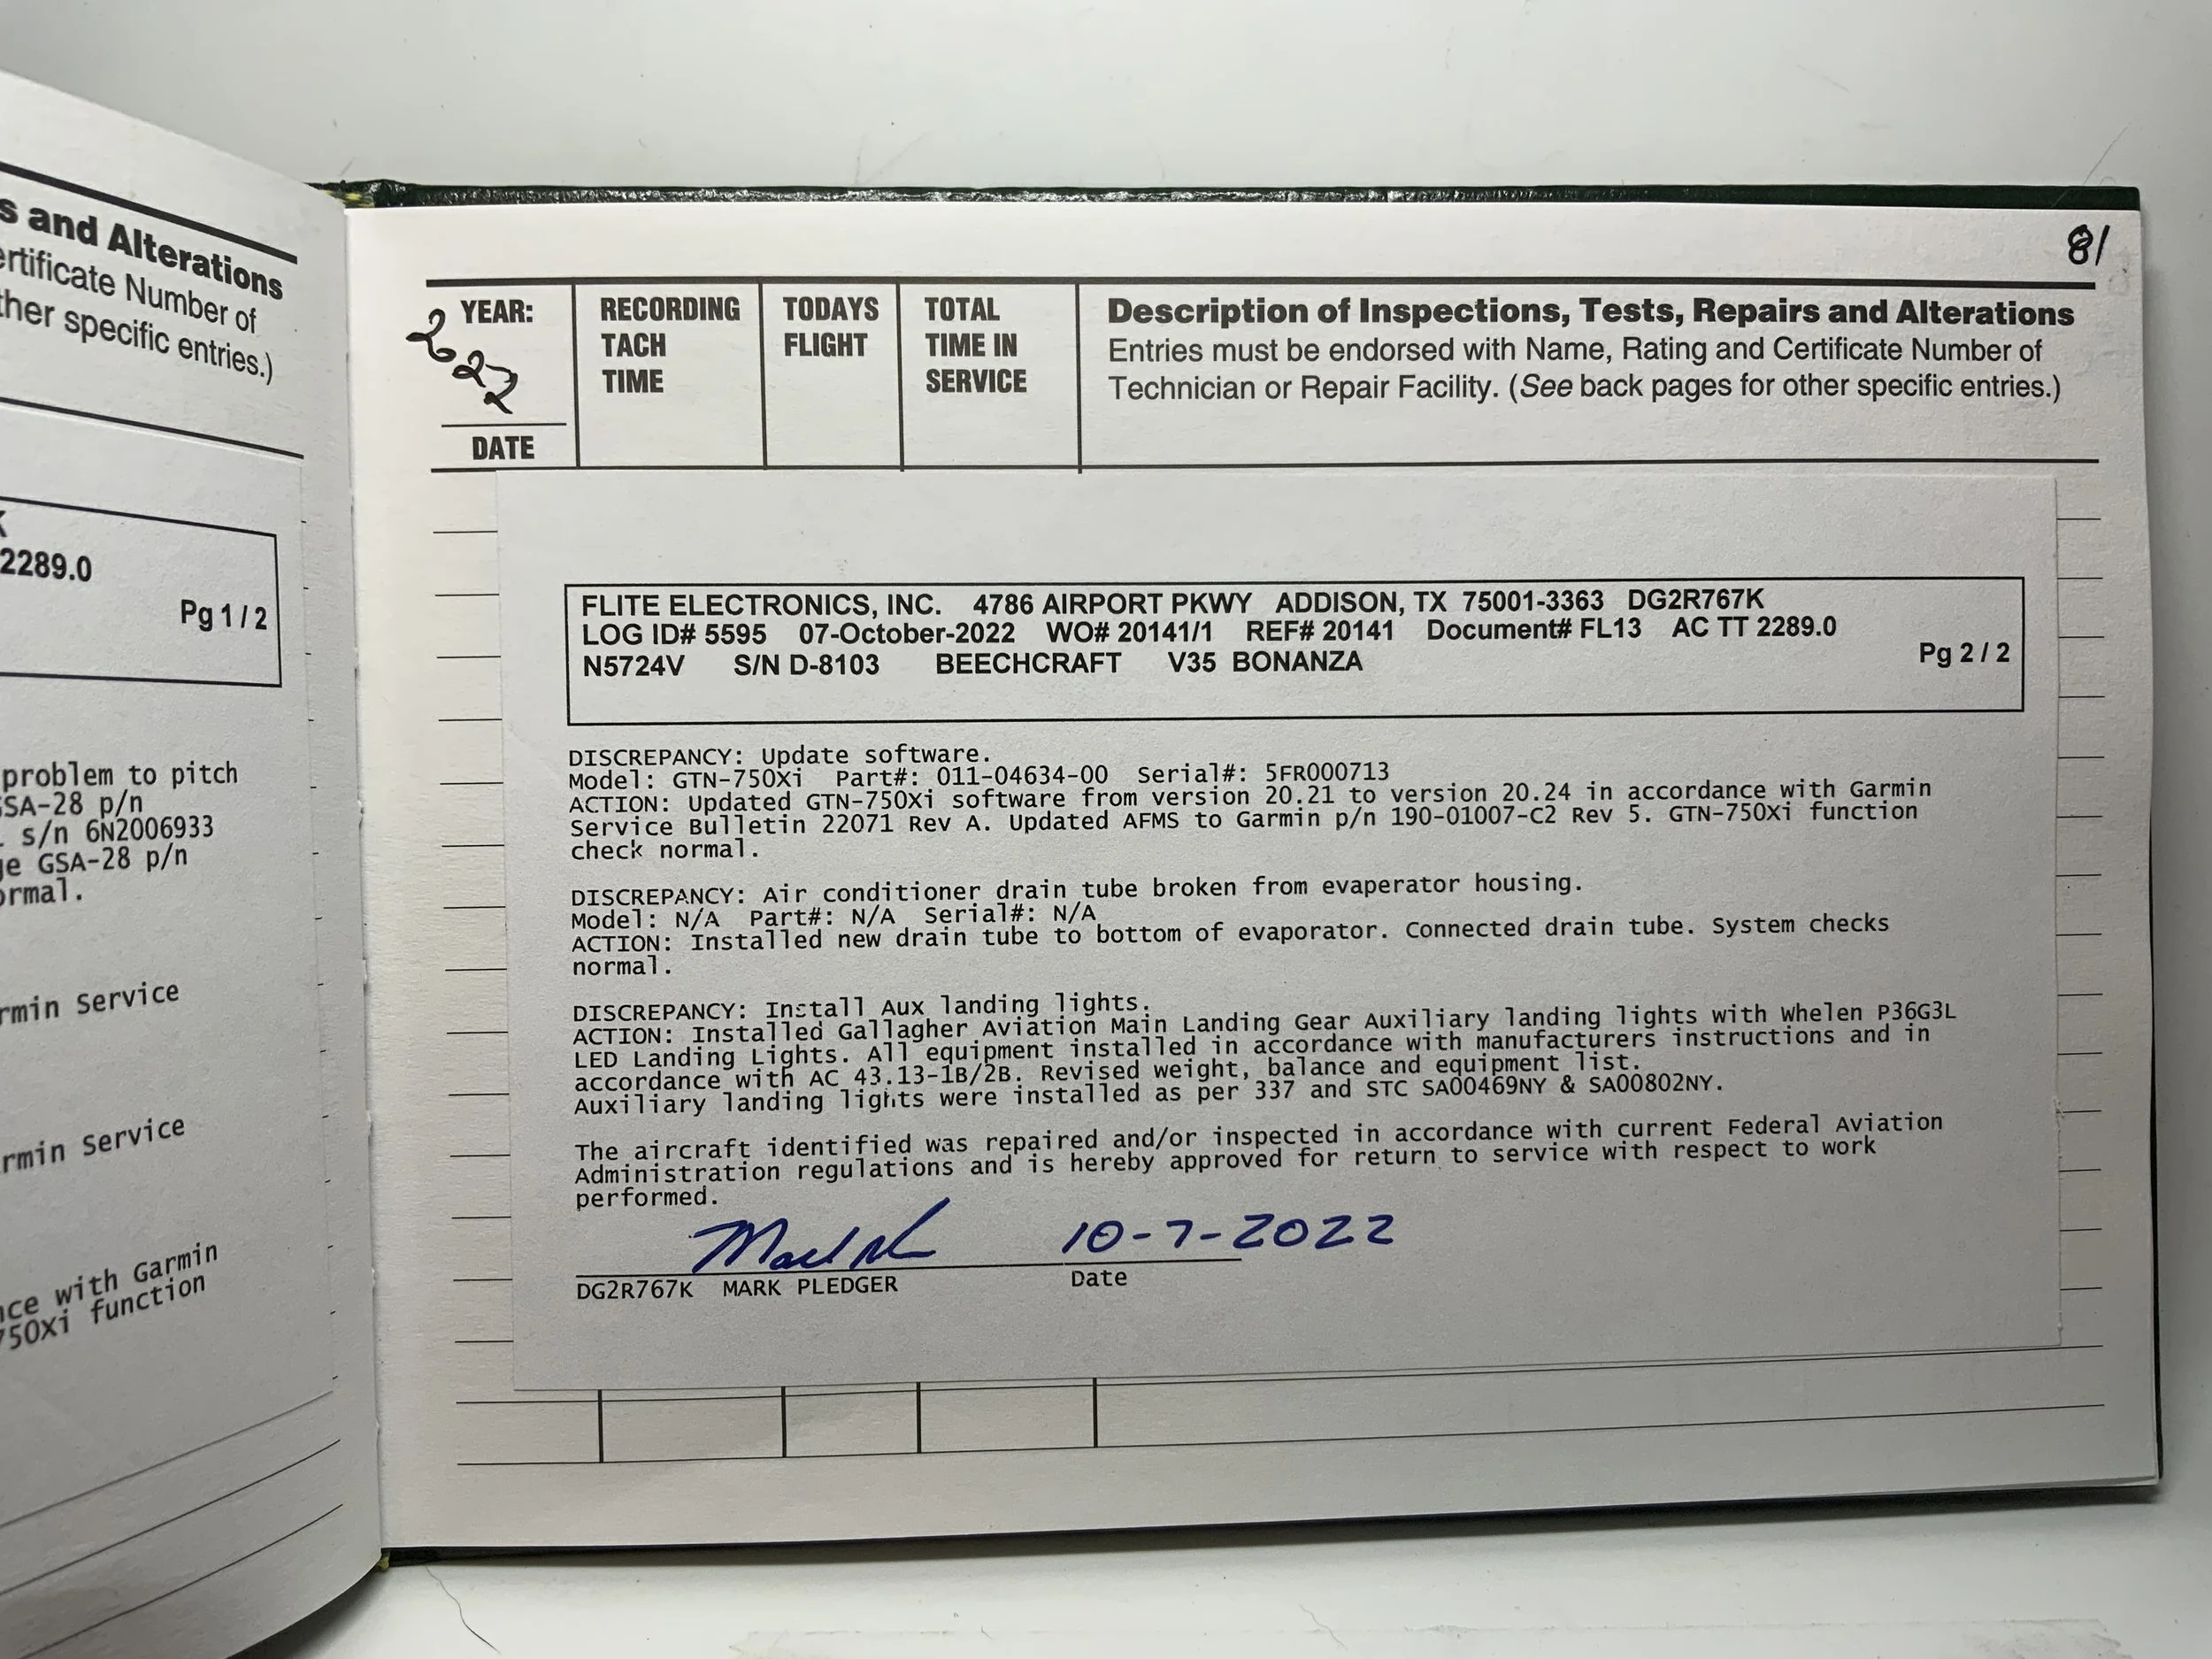 s and Alterations
ertificate Number of
ther specific entries.)
2289.0
Pg 1 / 2
problem to pitch
GSA-28 p/n
s/n 6N2006933
ge GSA-28 p/n
ormal.
rmin Service
rmin Service
nce with Garmin
750Xi function
81
YEAR:
2022
DATE
RECORDING
TACH
TIME
TODAYS
FLIGHT
TOTAL
TIME IN
SERVICE
Description of Inspections, Tests, Repairs and Alterations
Entries must be endorsed with Name, Rating and Certificate Number of
Technician or Repair Facility. (See back pages for other specific entries.)
FLITE ELECTRONICS, INC. 4786 AIRPORT PKWY ADDISON, TX 75001-3363 DG2R767K
LOG ID# 5595 07-October-2022 WO# 20141/1 REF# 20141 Document# FL13 AC TT 2289.0
N5724V S/N D-8103 BEECHCRAFT V35 BONANZA
Pg 2 / 2
DISCREPANCY: Update software.
Model: GTN-750Xi Part#: 011-04634-00 Serial#: 5FR000713
ACTION: Updated GTN-750Xi software from version 20.21 to version 20.24 in accordance with Garmin
Service Bulletin 22071 Rev A. Updated AFMS to Garmin p/n 190-01007-C2 Rev 5. GTN-750Xi function
check normal.
DISCREPANCY: Air conditioner drain tube broken from evaperator housing.
Model: N/A Part#: N/A Serial#: N/A
ACTION: Installed new drain tube to bottom of evaporator. Connected drain tube. System checks
normal.
DISCREPANCY: Install Aux landing lights.
ACTION: Installed Gallagher Aviation Main Landing Gear Auxiliary landing lights with Whelen P36G3L
LED Landing Lights. All equipment installed in accordance with manufacturers instructions and in
accordance with AC 43.13-1B/2B. Revised weight, balance and equipment list.
Auxiliary landing lights were installed as per 337 and STC SA00469NY & SA00802NY.
The aircraft identified was repaired and/or inspected in accordance with current Federal Aviation
Administration regulations and is hereby approved for return to service with respect to work
performed.
10-7-2022
DG2R767K MARK PLEDGER
Date